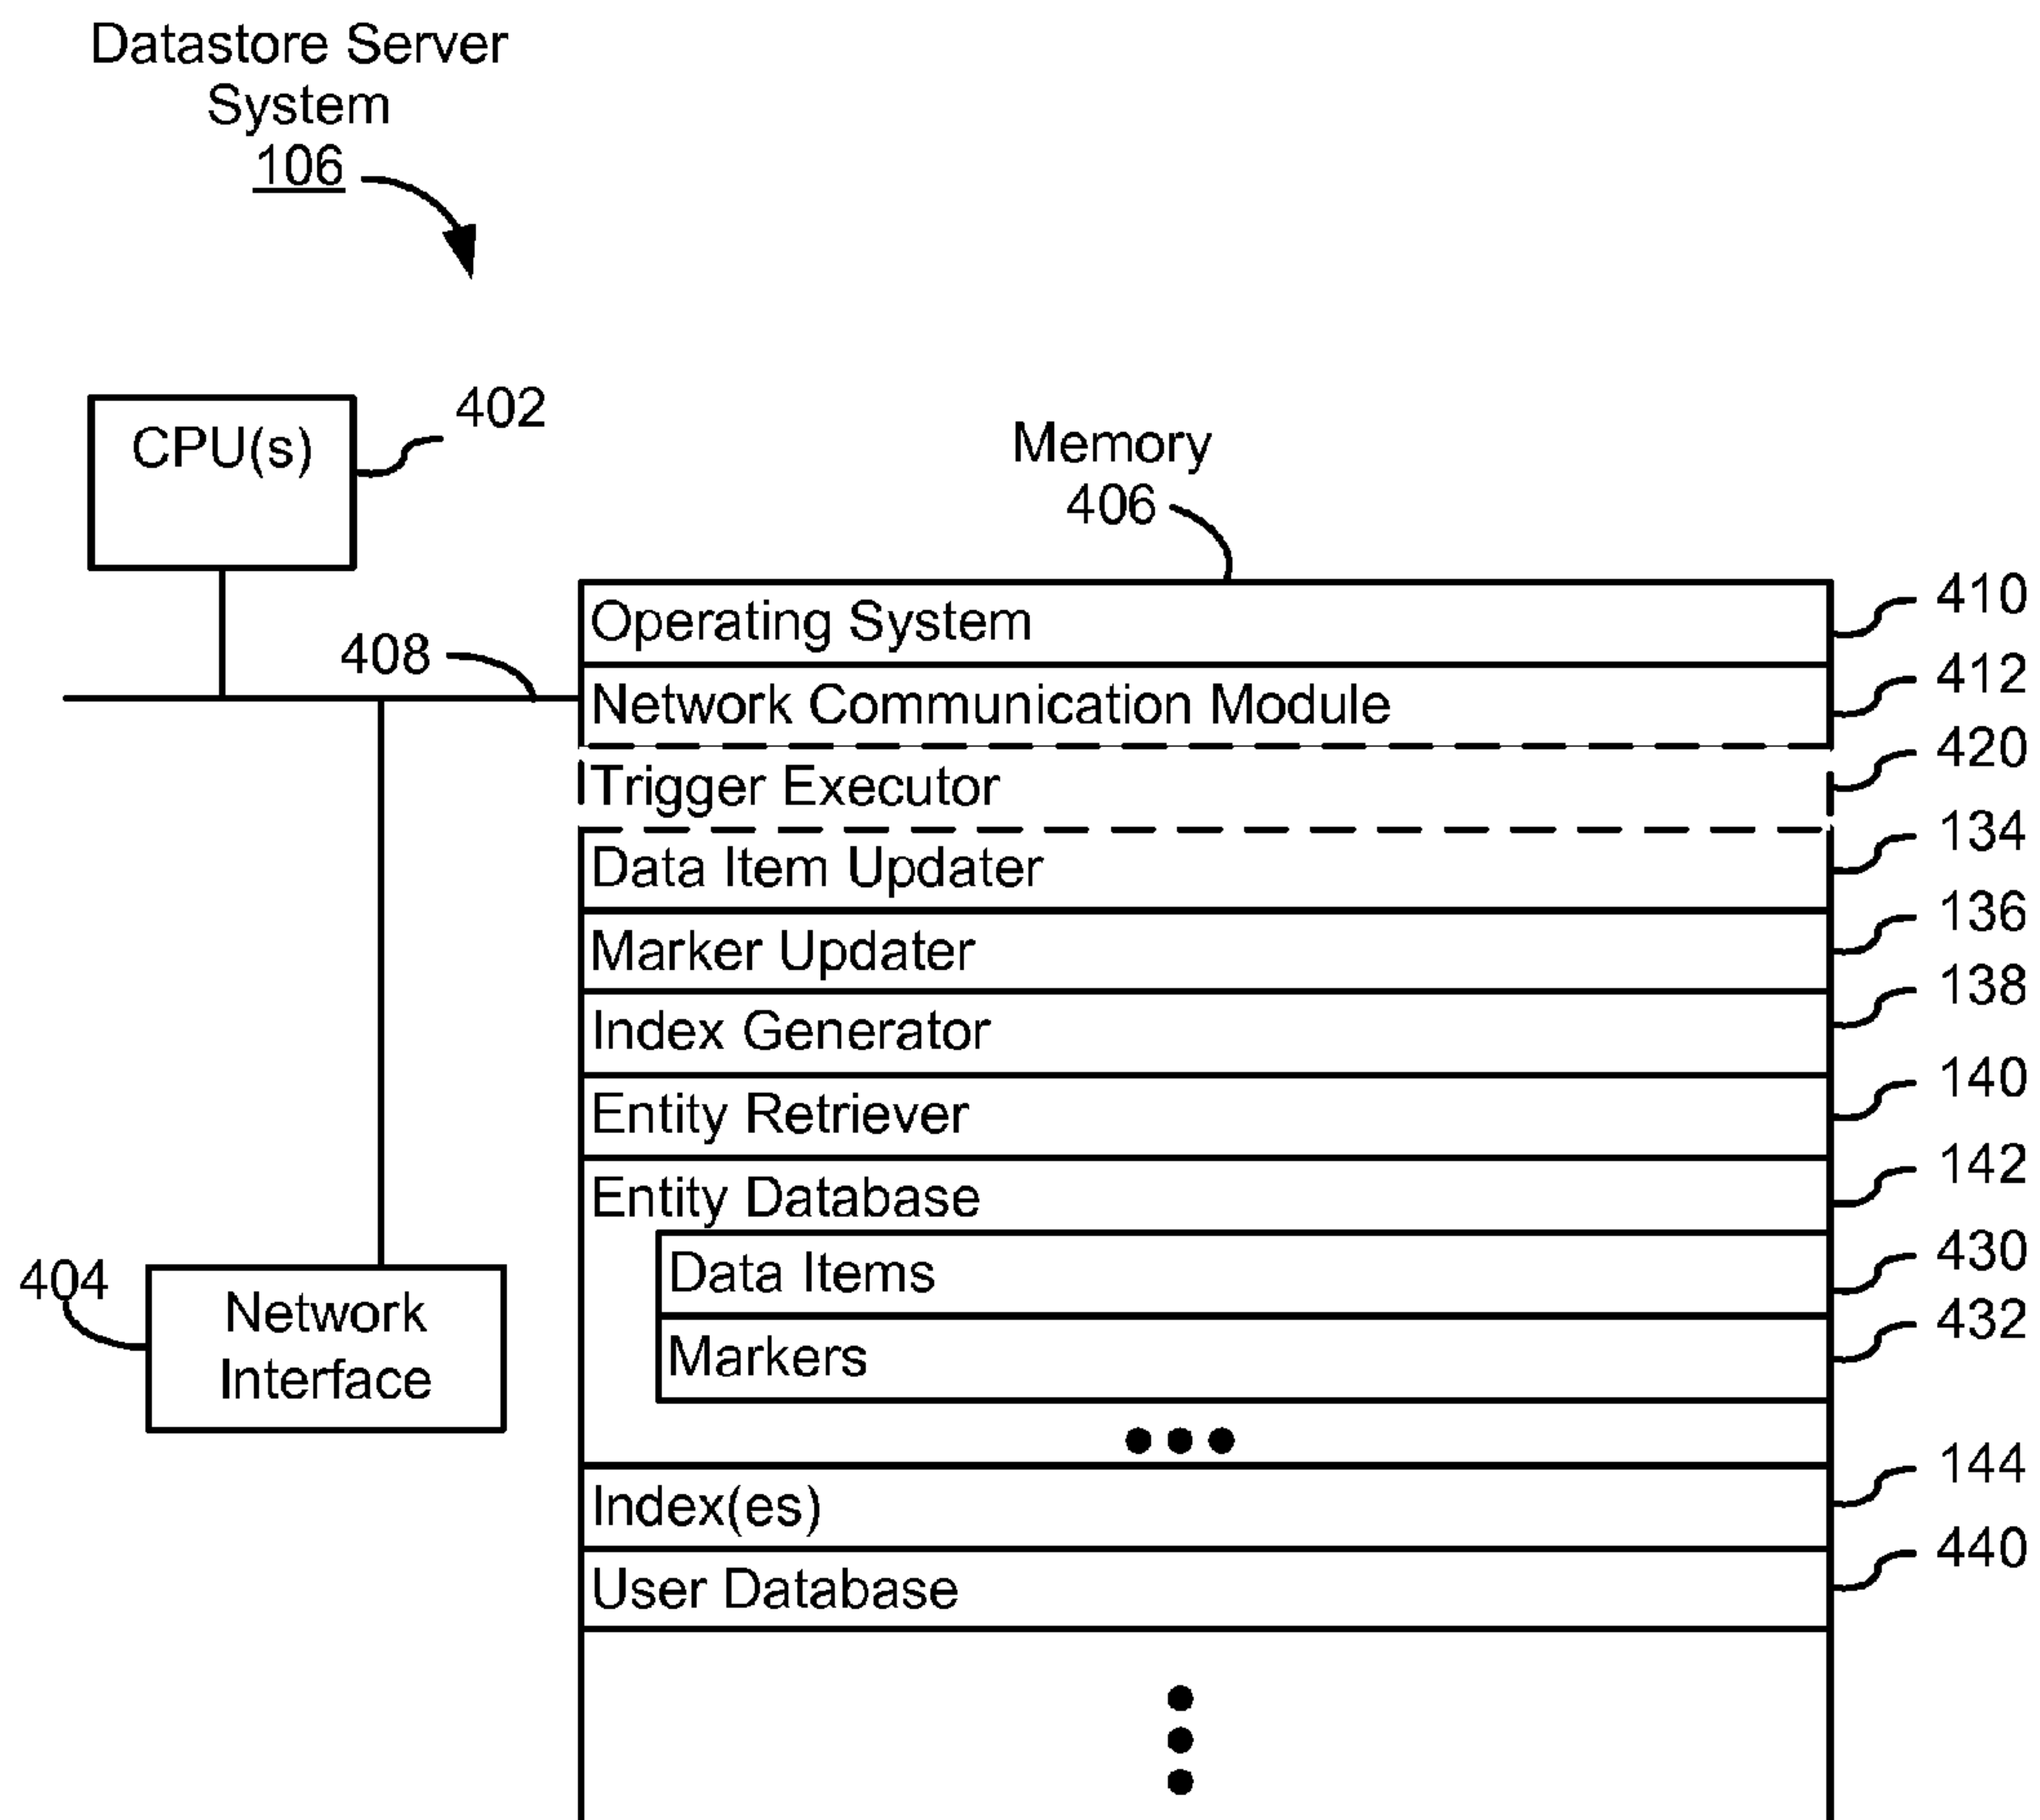 Datastore Server
System
106
CPU(s)
402
Memory
406
408
Operating System
410
Network Communication Module
412
Trigger Executor
420
Data Item Updater
134
Marker Updater
136
Index Generator
138
Entity Retriever
140
Entity Database
142
Data Items
430
Markers
432
404
Network
Interface
Index(es)
144
User Database
440